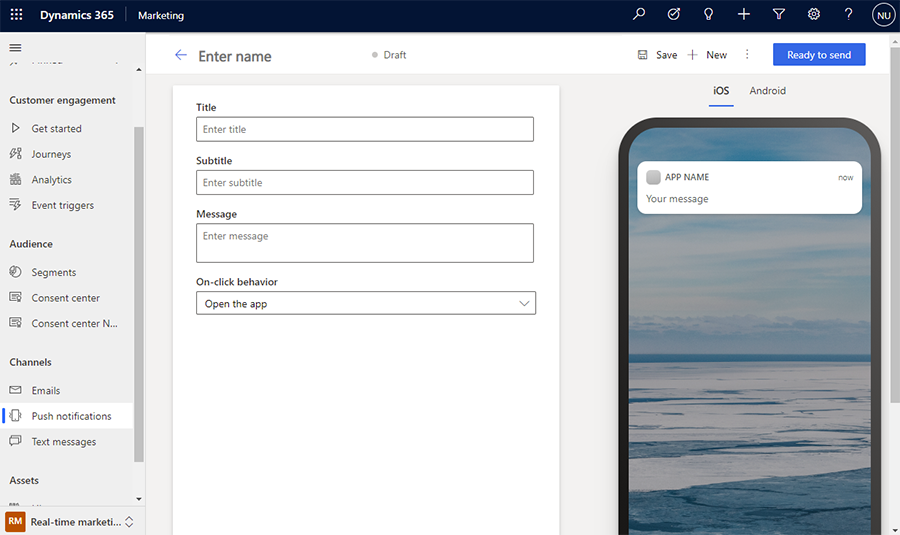 Dynamics 365 Marketing NU
Enter name Draft Save New Ready to send
Customer engagement
Get started
Journeys
Analytics
Event triggers
Audience
Segments
Consent center
Consent center N...
Channels
Emails
Push notifications
Text messages
Assets
RM Real-time marketi...
Title
Enter title
Subtitle
Enter subtitle
Message
Enter message
On-click behavior
Open the app
iOS Android
APP NAME now
Your message